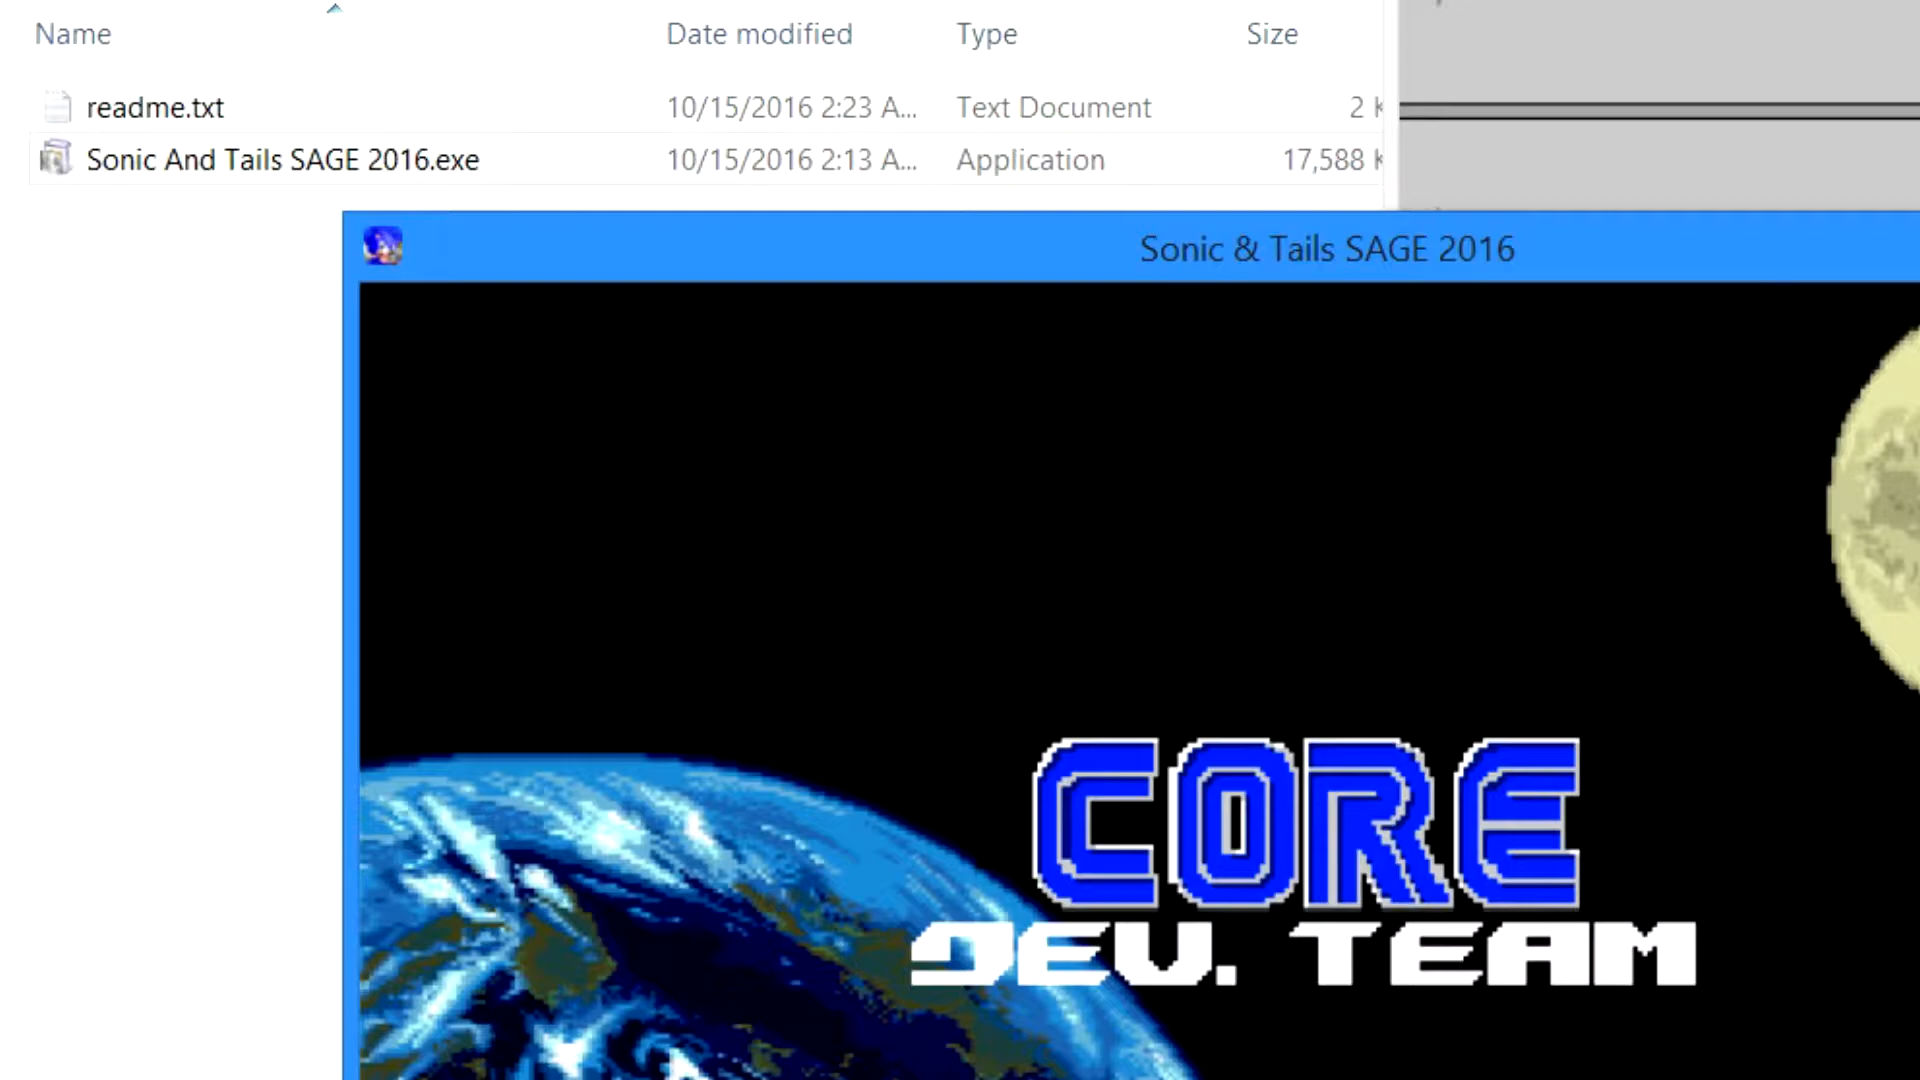 Name Date modified Type Size
readme.txt 10/15/2016 2:23 A... Text Document 2 K
Sonic And Tails SAGE 2016.exe 10/15/2016 2:13 A... Application 17,588 K
Sonic & Tails SAGE 2016
CORE
DEV. TEAM